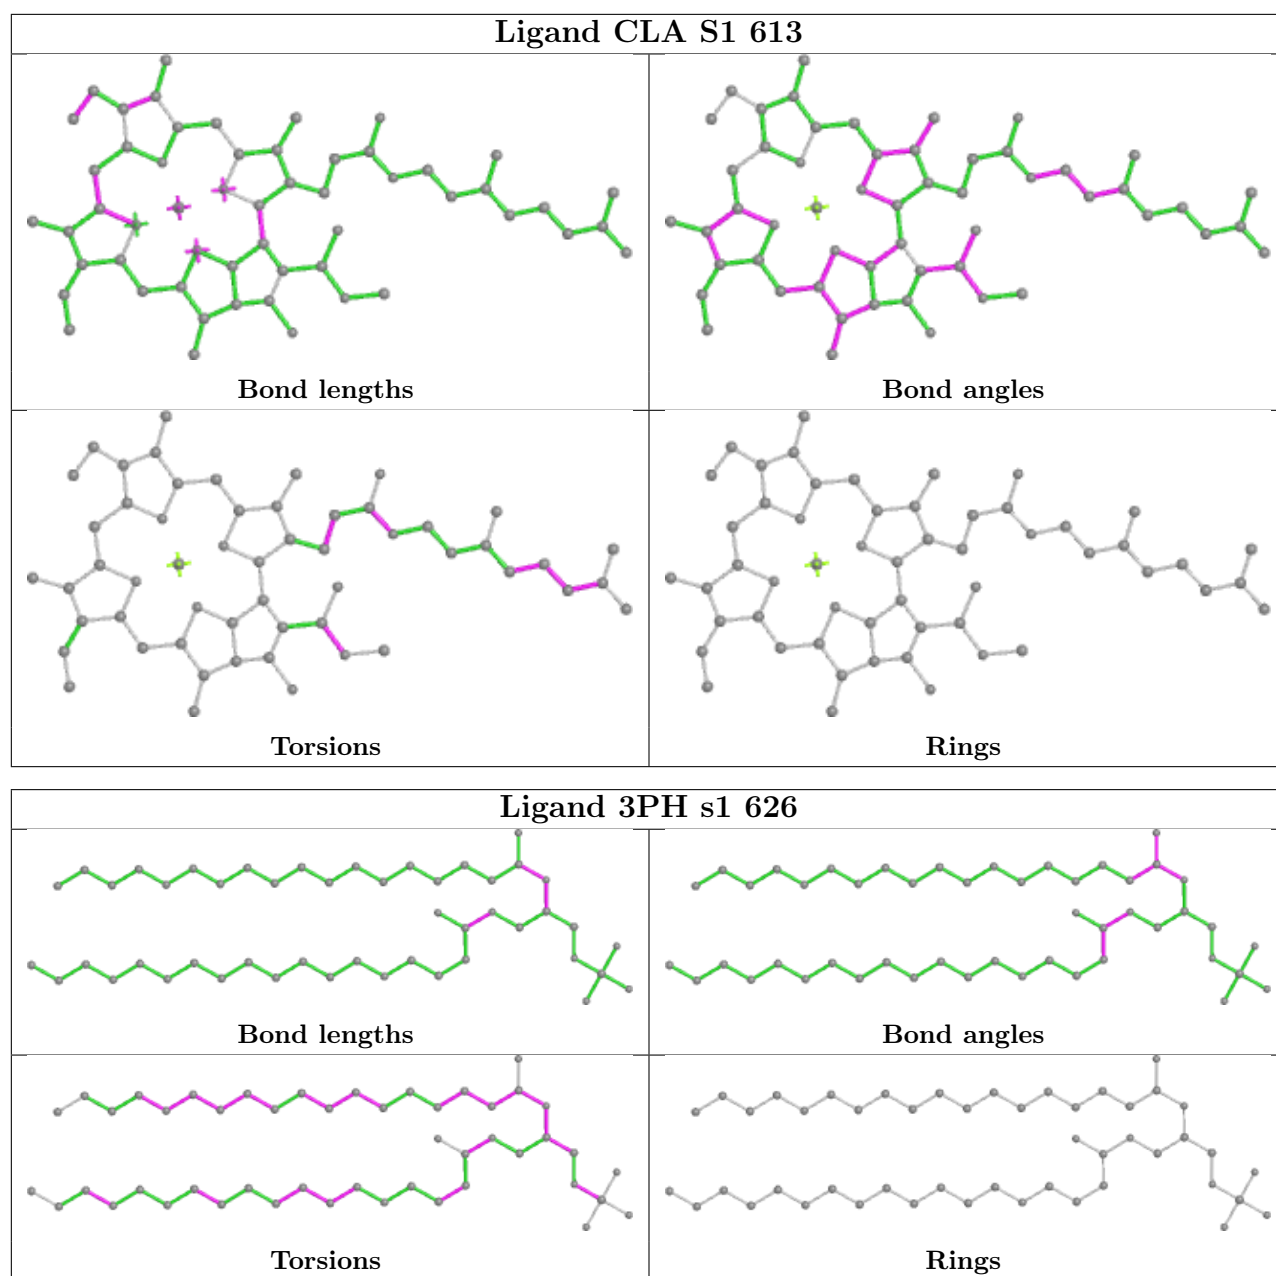 Ligand CLA S1 613
Bond lengths
Bond angles
Torsions
Rings
Ligand 3PH s1 626
Bond lengths
Bond angles
Torsions
Rings